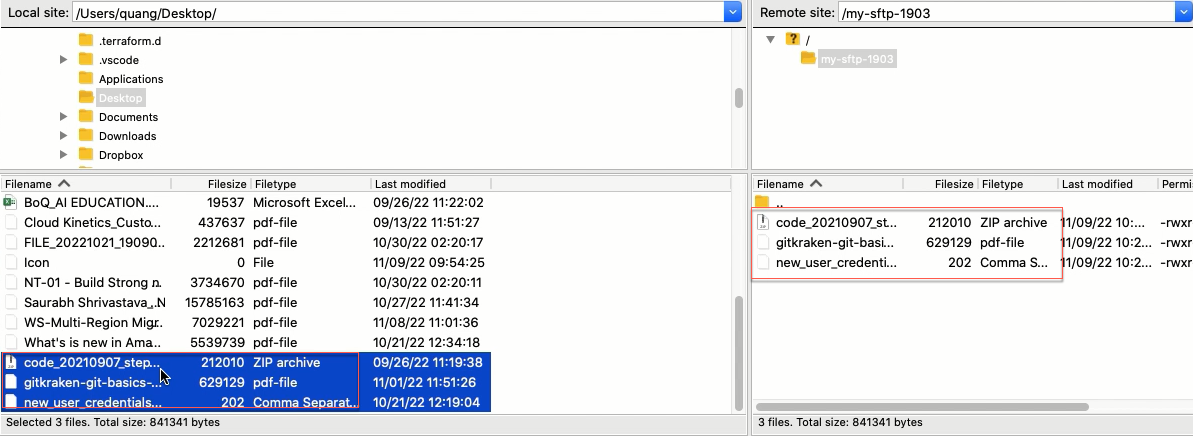 Local site: /Users/quang/Desktop/
.terraform.d
.vscode
Applications
Desktop
Documents
Downloads
Dropbox
Filename Filesize Filetype Last modified
BoQ_AI EDUCATION.... 19537 Microsoft Excel... 09/26/22 11:22:02
Cloud Kinetics_Custo... 437637 pdf-file 09/13/22 11:51:27
FILE_20221021_19090... 2212681 pdf-file 10/30/22 02:20:17
Icon 0 File 11/09/22 09:54:25
NT-01 - Build Strong n. 3734670 pdf-file 10/30/22 02:20:11
Saurabh Shrivastava_.N 15785163 pdf-file 10/27/22 11:41:34
WS-Multi-Region Migr.. 7029221 pdf-file 11/08/22 11:01:36
What's is new in Ama... 5539739 pdf-file 10/21/22 12:34:18
code_20210907_step... 212010 ZIP archive 09/26/22 11:19:38
gitkraken-git-basics-... 629129 pdf-file 11/01/22 11:51:26
new_user_credentials... 202 Comma Separat... 10/21/22 12:19:04
Selected 3 files. Total size: 841341 bytes
Remote site: /my-sftp-1903
/
my-sftp-1903
Filename Filesize Filetype Last modified Permi
..
code_20210907_st... 212010 ZIP archive 11/09/22 10:... -rwxr
gitkraken-git-basi... 629129 pdf-file 11/09/22 10:2... -rwxr
new_user_credenti... 202 Comma S... 11/09/22 10:2... -rwxr
3 files. Total size: 841341 bytes